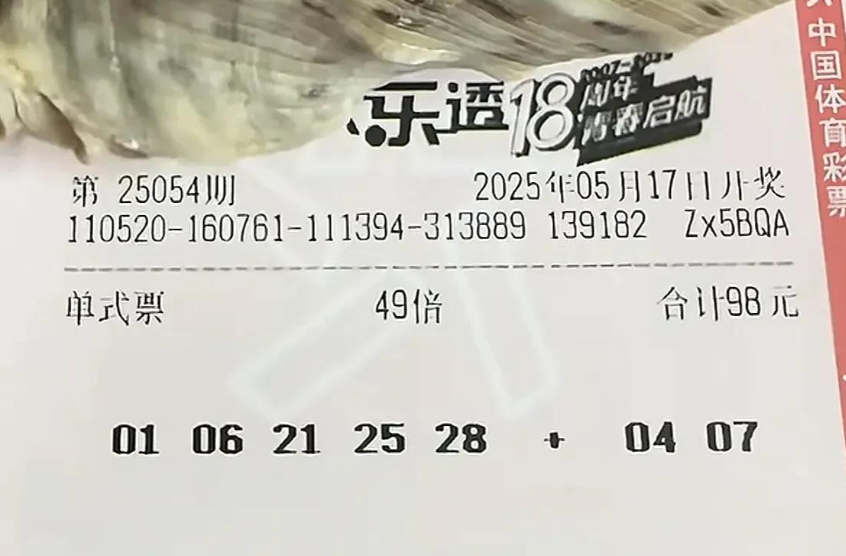 乐透18周年
2007-2025
青春启航
第 25054期 2025年05月17日开奖
110520-160761-111394-313889 139182 Zx5BQA
单式票 49倍 合计98元
01 06 21 25 28 + 04 07
中国体育彩票